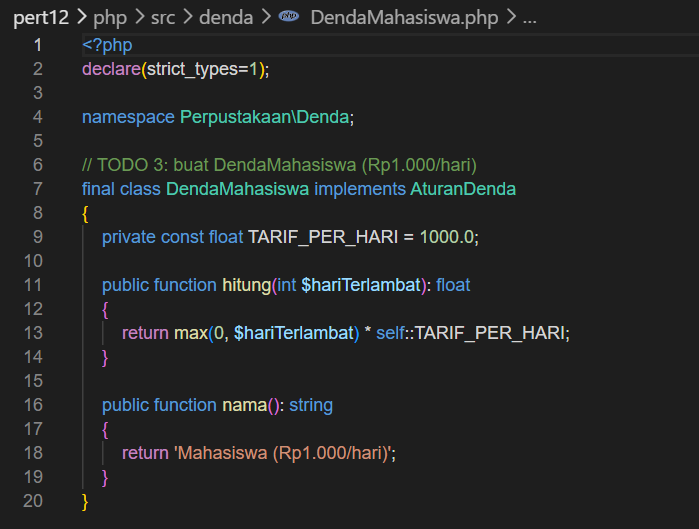 pert12 > php > src > denda > php DendaMahasiswa.php > ...
1 <?php
2 declare(strict_types=1);
3
4 namespace Perpustakaan\Denda;
5
6 // TODO 3: buat DendaMahasiswa (Rp1.000/hari)
7 final class DendaMahasiswa implements AturanDenda
8 {
9 private const float TARIF_PER_HARI = 1000.0;
10
11 public function hitung(int $hariTerlambat): float
12 {
13 return max(0, $hariTerlambat) * self::TARIF_PER_HARI;
14 }
15
16 public function nama(): string
17 {
18 return 'Mahasiswa (Rp1.000/hari)';
19 }
20 }